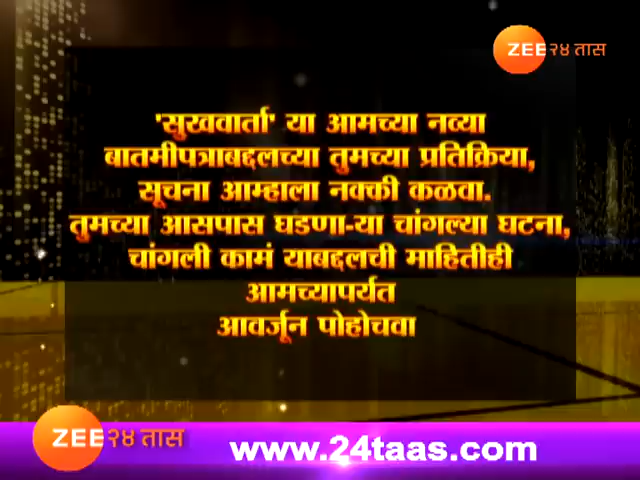 ZEE २४ तास
'सुखवार्ता' या आमच्या नव्या
बातमीपत्राबद्दलच्या तुमच्या प्रतिक्रिया,
सूचना आम्हाला नक्की कळवा.
तुमच्या आसपास घडणा-या चांगल्या घटना,
चांगली कामं याबद्दलची माहितीही
आमच्यापर्यत
आवर्जून पोहोचवा
ZEE २४ तास
www.24taas.com